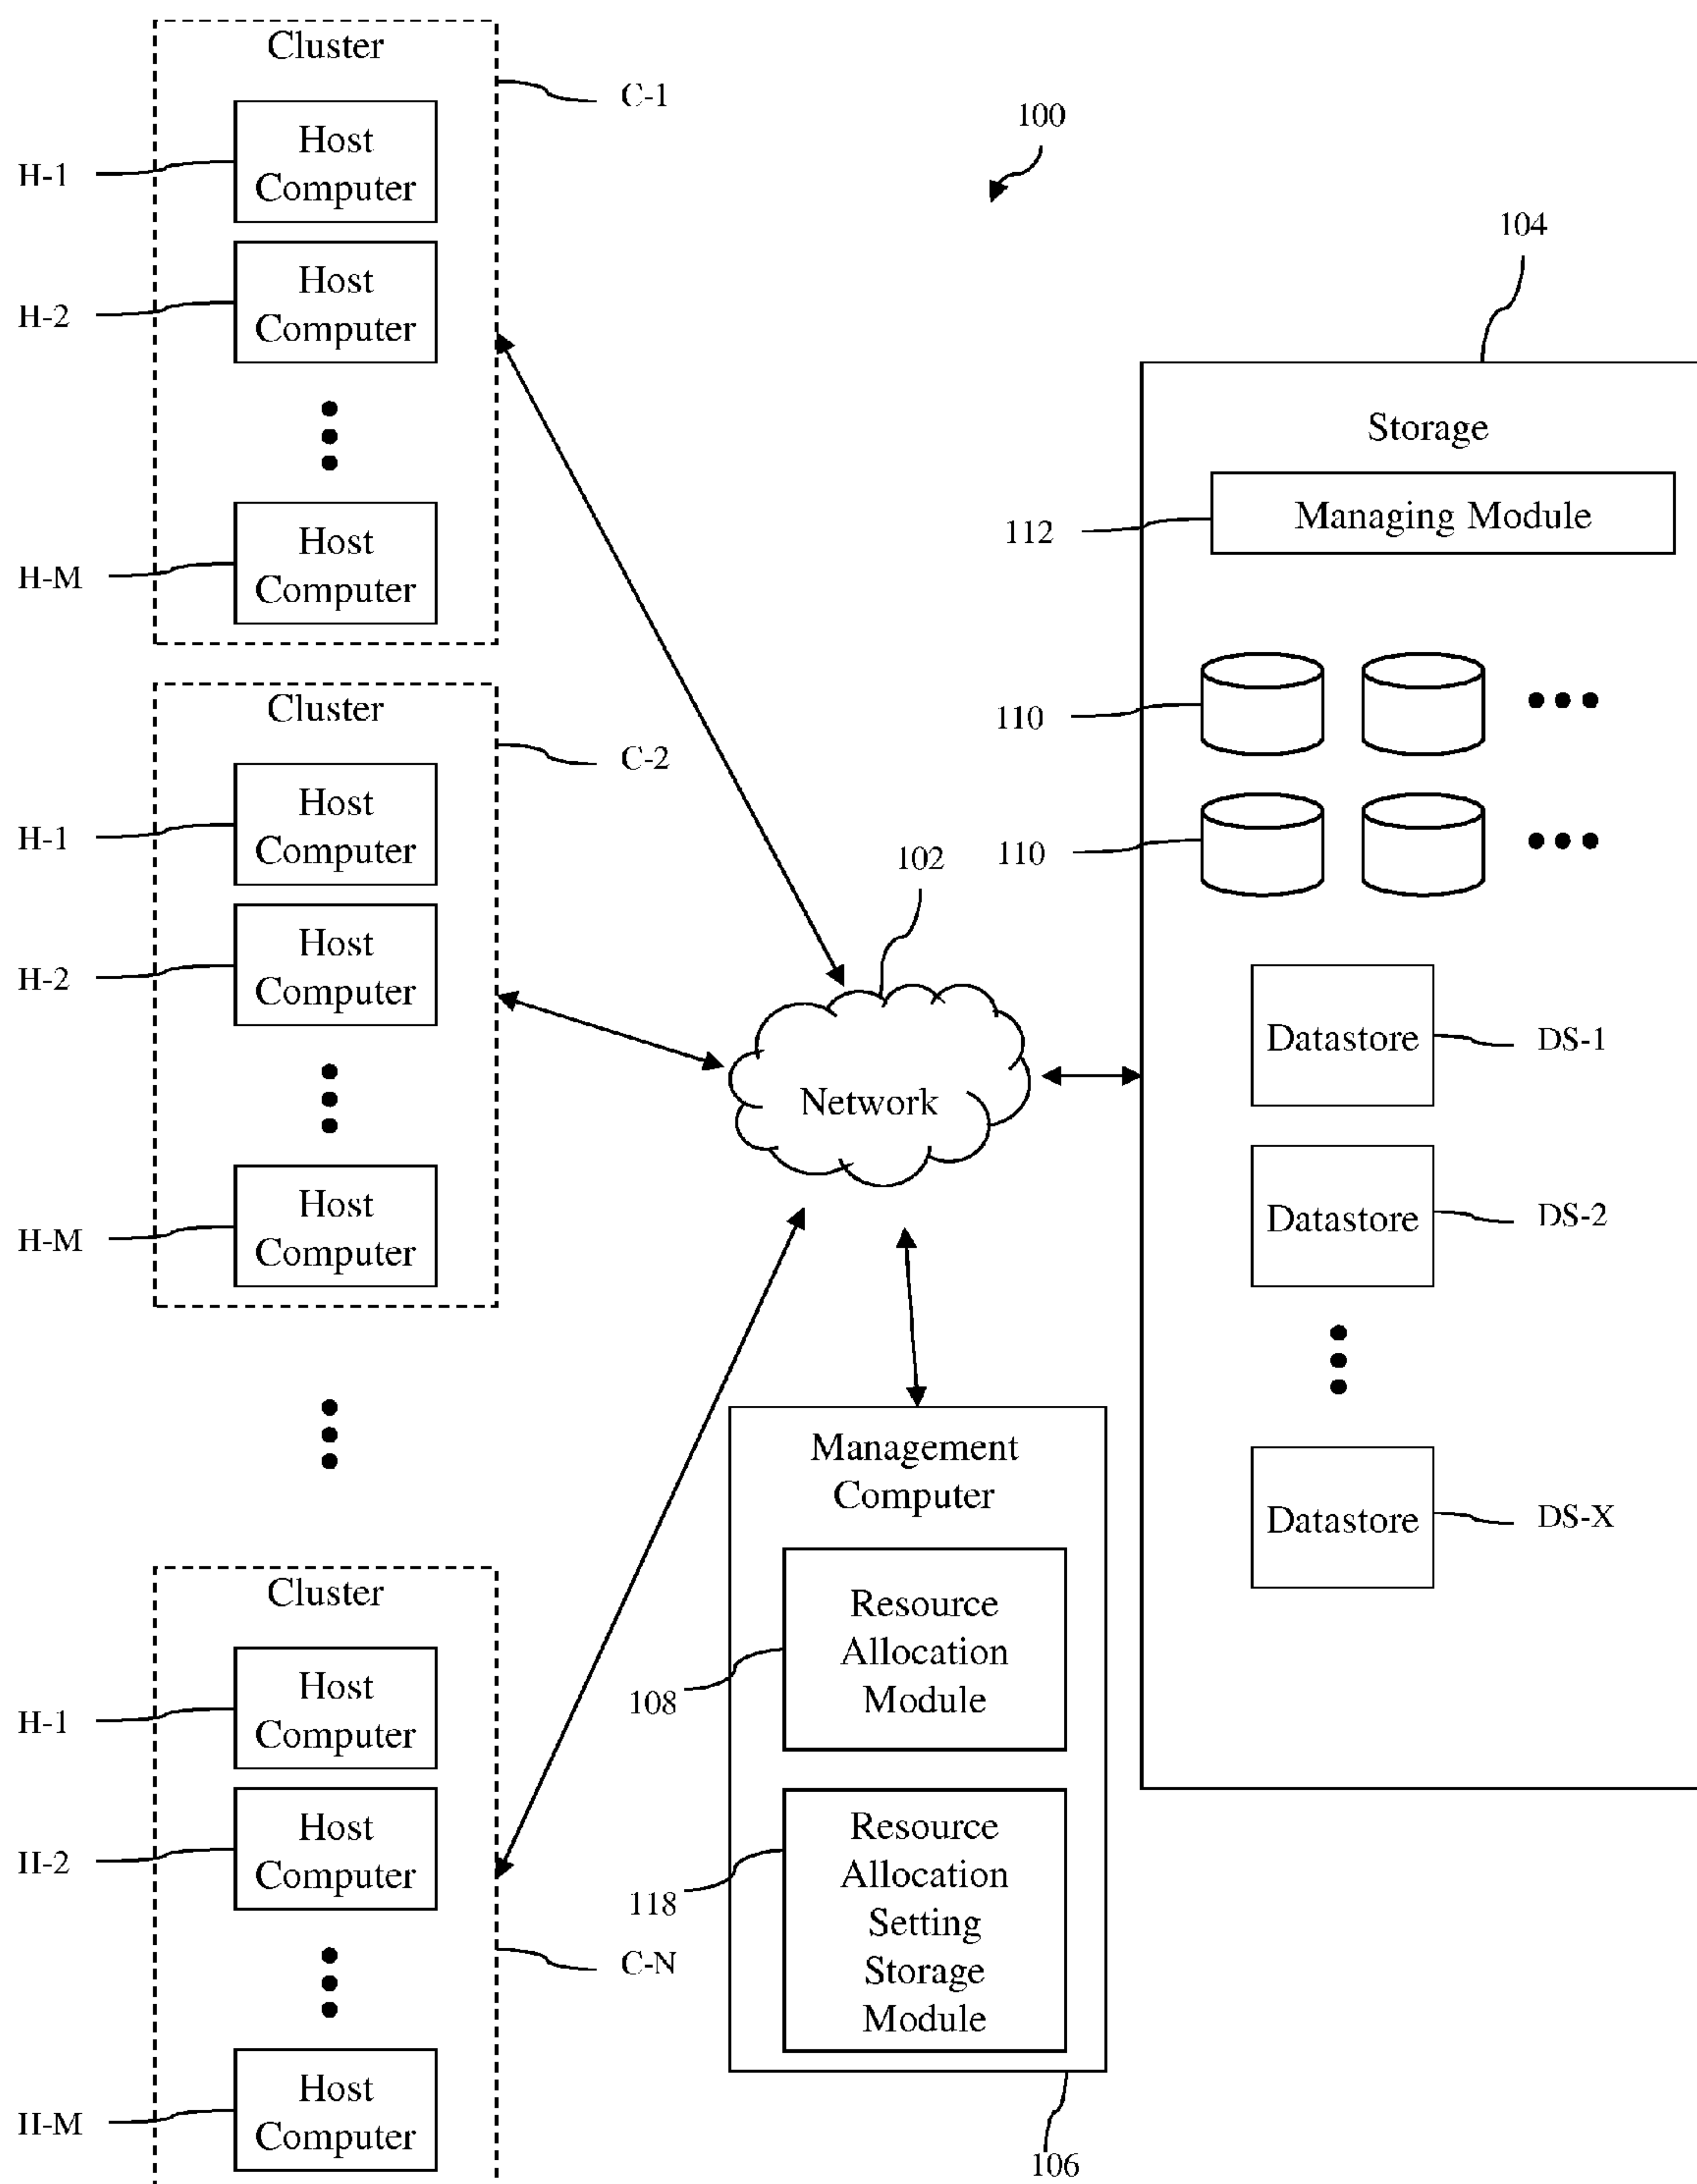 Cluster
C-1
Host
Computer
H-1
Host
Computer
H-2
Host
Computer
H-M
Cluster
C-2
Host
Computer
H-1
Host
Computer
H-2
Host
Computer
H-M
Cluster
Host
Computer
H-1
Host
Computer
H-2
C-N
Host
Computer
H-M
100
102
Network
104
Storage
Managing Module
112
110
110
Datastore
DS-1
Datastore
DS-2
Datastore
DS-X
Management
Computer
Resource
Allocation
Module
108
Resource
Allocation
Setting
Storage
Module
118
106